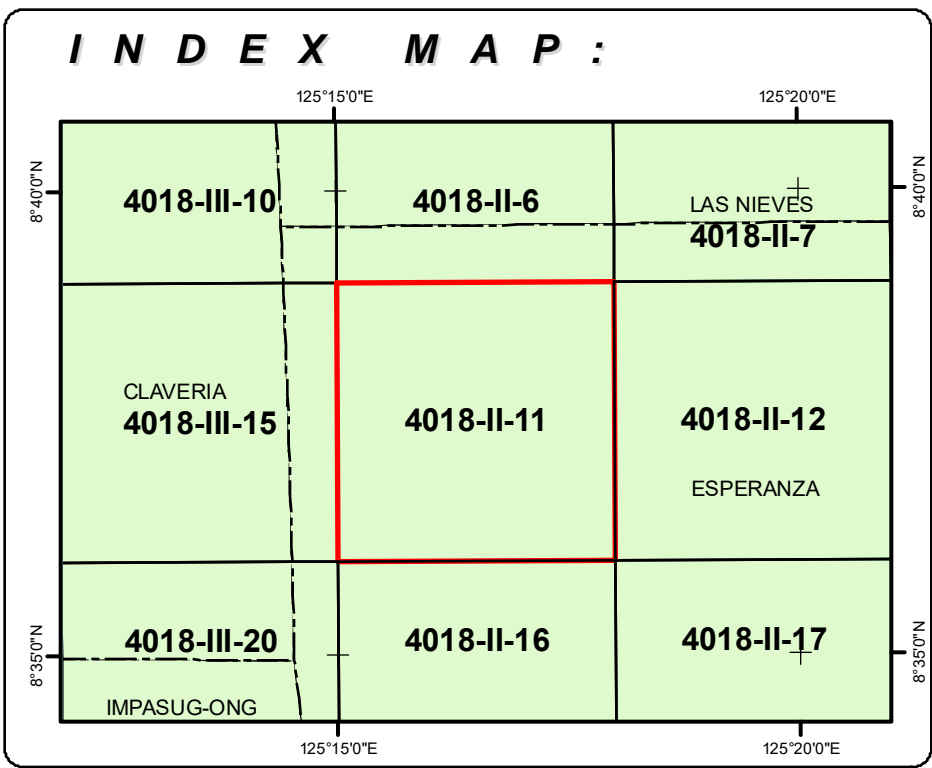 INDEX MAP:
125°15'0"E
125°20'0"E
8°40'0"N
8°40'0"N
4018-III-10
4018-II-6
LAS NIEVES
4018-II-7
CLAVERIA
4018-III-15
4018-II-11
4018-II-12
ESPERANZA
4018-III-20
4018-II-16
4018-II-17
8°35'0"N
8°35'0"N
IMPASUG-ONG
125°15'0"E
125°20'0"E